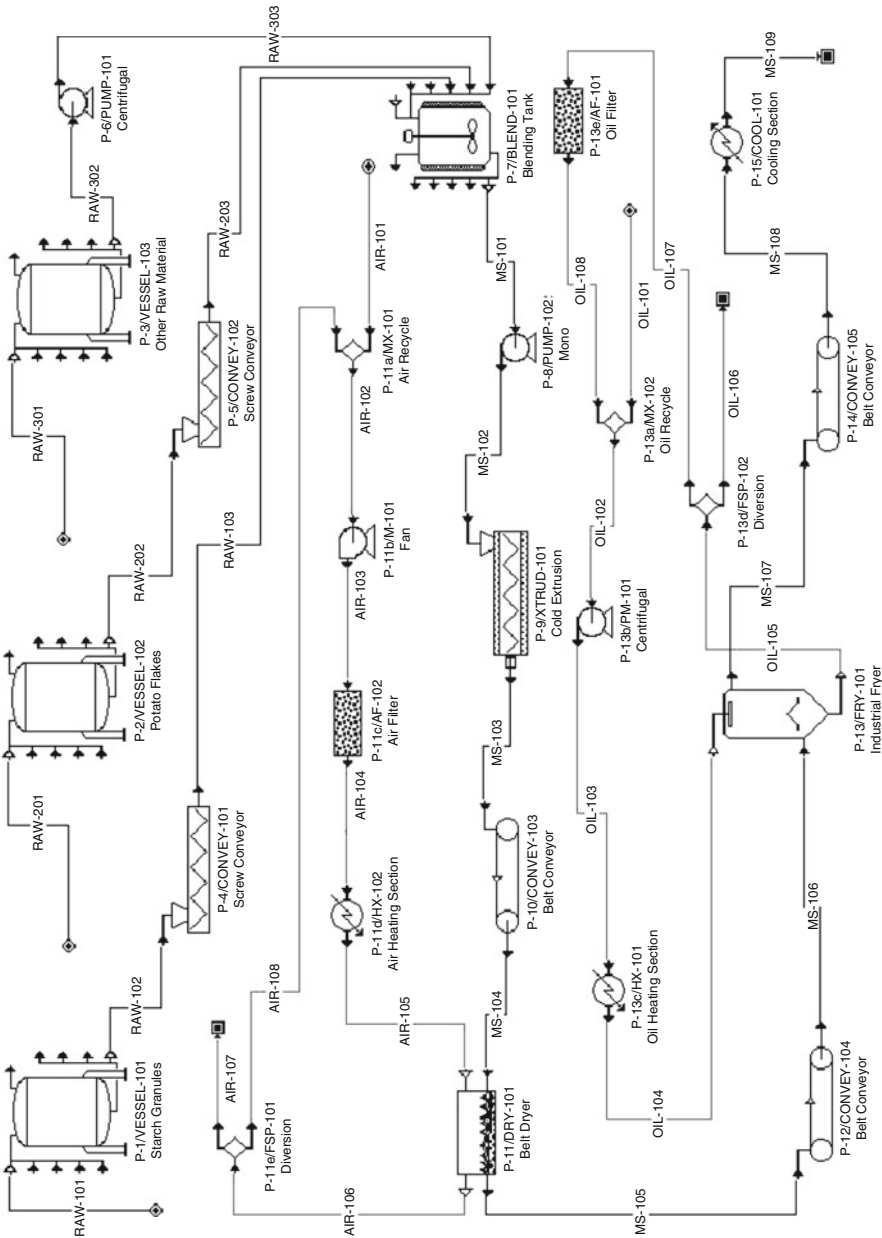 RAW-101
P-1/VESSEL-101
Starch Granules
RAW-102
P-4/CONVEY-101
Screw Conveyor
RAW-103
RAW-201
P-2/VESSEL-102
Potato Flakes
RAW-202
P-5/CONVEY-102
Screw Conveyor
RAW-203
RAW-301
P-3/VESSEL-103
Other Raw Material
RAW-302
P-6/PUMP-101
Centrifugal
RAW-303
P-7/BLEND-101
Blending Tank
AIR-101
P-11a/MX-101
Air Recycle
AIR-102
P-11b/M-101
Fan
AIR-103
P-11c/AF-102
Air Filter
AIR-104
P-11d/HX-102
Air Heating Section
AIR-105
AIR-106
P-11e/FSP-101
Diversion
AIR-107
AIR-108
MS-101
P-8/PUMP-102:
Mono
MS-102
P-9/XTRUD-101
Cold Extrusion
MS-103
P-10/CONVEY-103
Belt Conveyor
MS-104
P-11/DRY-101
Belt Dryer
MS-105
P-12/CONVEY-104
Belt Conveyor
MS-106
P-13/FRY-101
Industrial Fryer
OIL-101
P-13a/MX-102
Oil Recycle
OIL-102
P-13b/PM-101
Centrifugal
OIL-103
P-13c/HX-101
Oil Heating Section
OIL-104
OIL-105
P-13d/FSP-102
Diversion
OIL-106
OIL-107
P-13e/AF-101
Oil Filter
OIL-108
MS-107
P-14/CONVEY-105
Belt Conveyor
MS-108
P-15/COOL-101
Cooling Section
MS-109